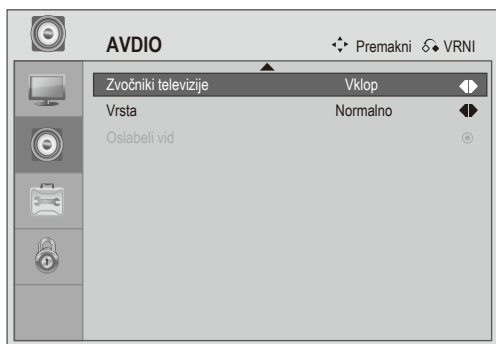 AVDIO Premakni VRNI
Zvočniki televizije Vklop
Vrsta Normalno
Oslabeli vid